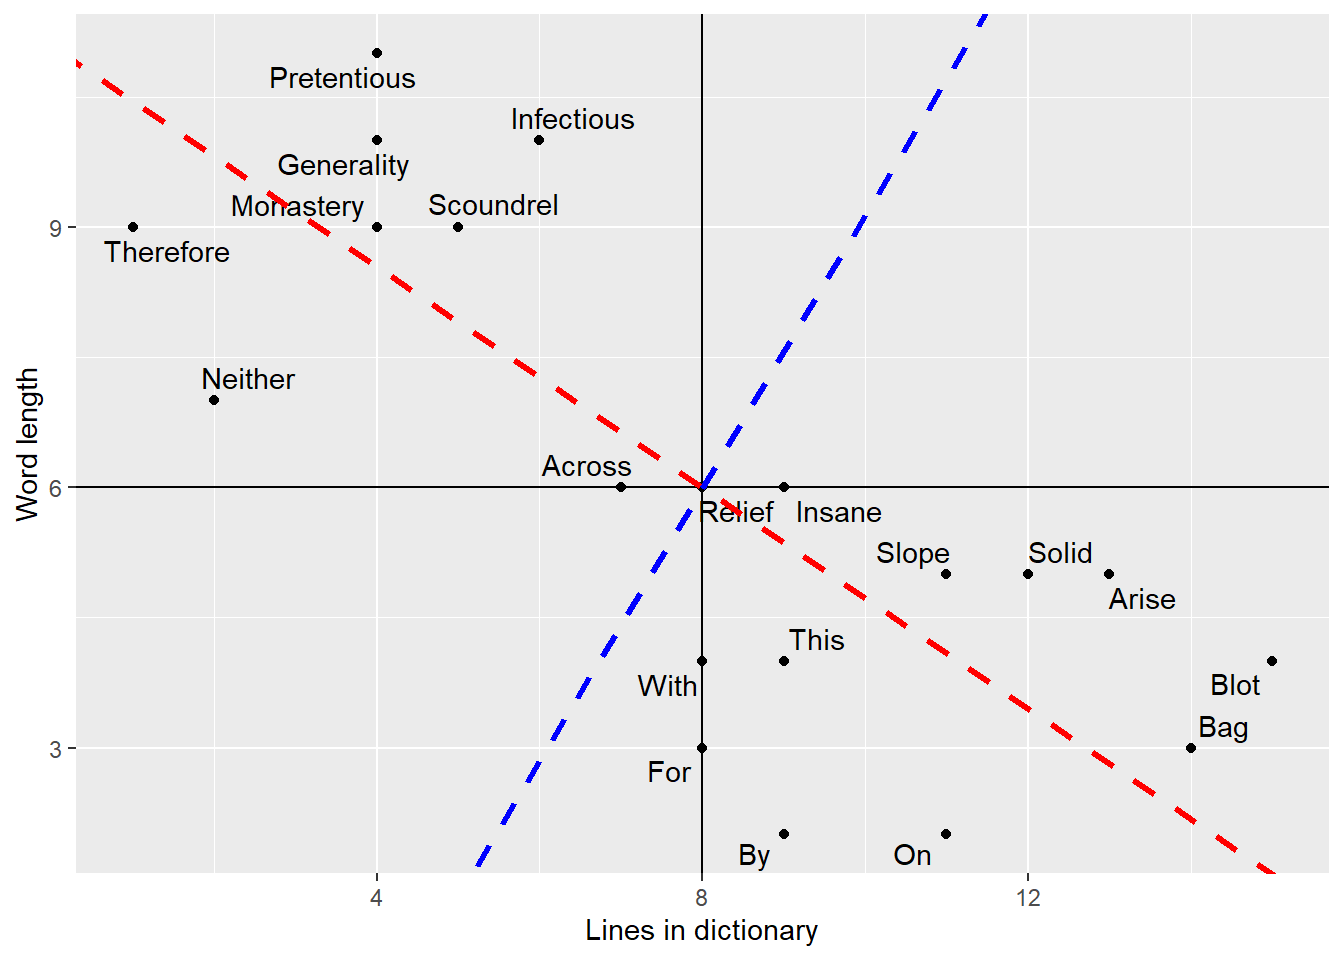 Pretentious
Infectious
Generality
Monastery
Scoundrel
9
Therefore
Neither
Across
6
Relief
Insane
Slope
Solid
Arise
This
With
Blot
Bag
3
For
By
On
4
8
12
Lines in dictionary
Word length